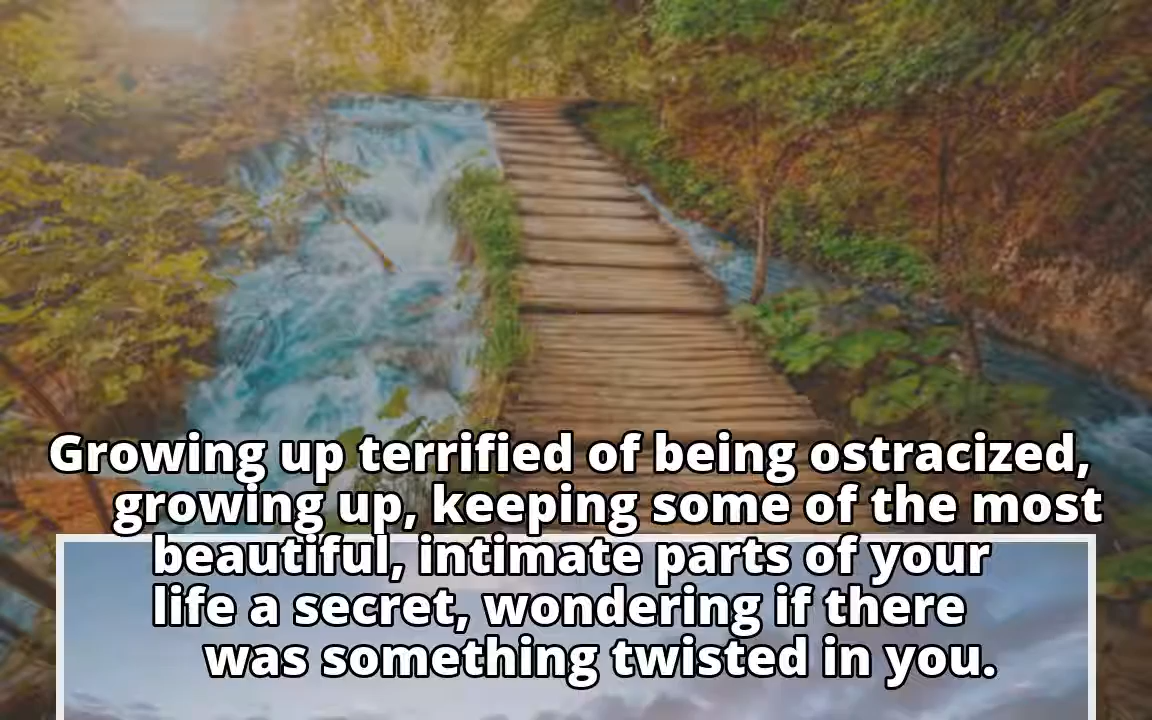 Growing up terrified of being ostracized,
growing up, keeping some of the most
beautiful, intimate parts of your
life a secret, wondering if there
was something twisted in you.